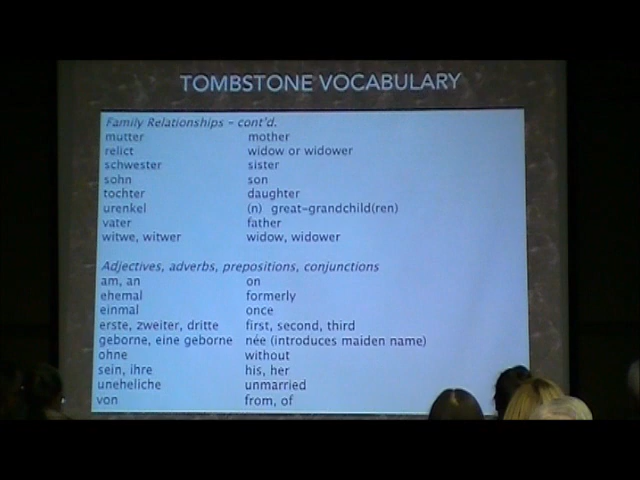 TOMBSTONE VOCABULARY
Family Relationships – cont'd.
mutter mother
relict widow or widower
schwester sister
sohn son
tochter daughter
urenkel (n) great-grandchild(ren)
vater father
witwe, witwer widow, widower
Adjectives, adverbs, prepositions, conjunctions
am, an on
ehemal formerly
einmal once
erste, zweiter, dritte first, second, third
geborne, eine geborne née (introduces maiden name)
ohne without
sein, ihre his, her
uneheliche unmarried
von from, of